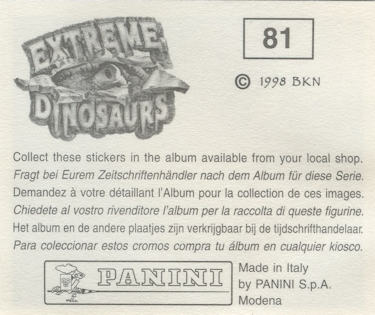 EXTREME
DINOSAURS
81
© 1998 BKN
Collect these stickers in the album available from your local shop.
Fragt bei Eurem Zeitschriftenhändler nach dem Album für diese Serie.
Demandez à votre détaillant l'Album pour la collection de ces images.
Chiedete al vostro rivenditore l'album per la raccolta di queste figurine.
Het album en de andere plaatjes zijn verkrijgbaar bij de tijdschrifthandelaar.
Para coleccionar estos cromos compra tu álbum en cualquier kiosco.
PANINI
Made in Italy
by PANINI S.p.A.
Modena